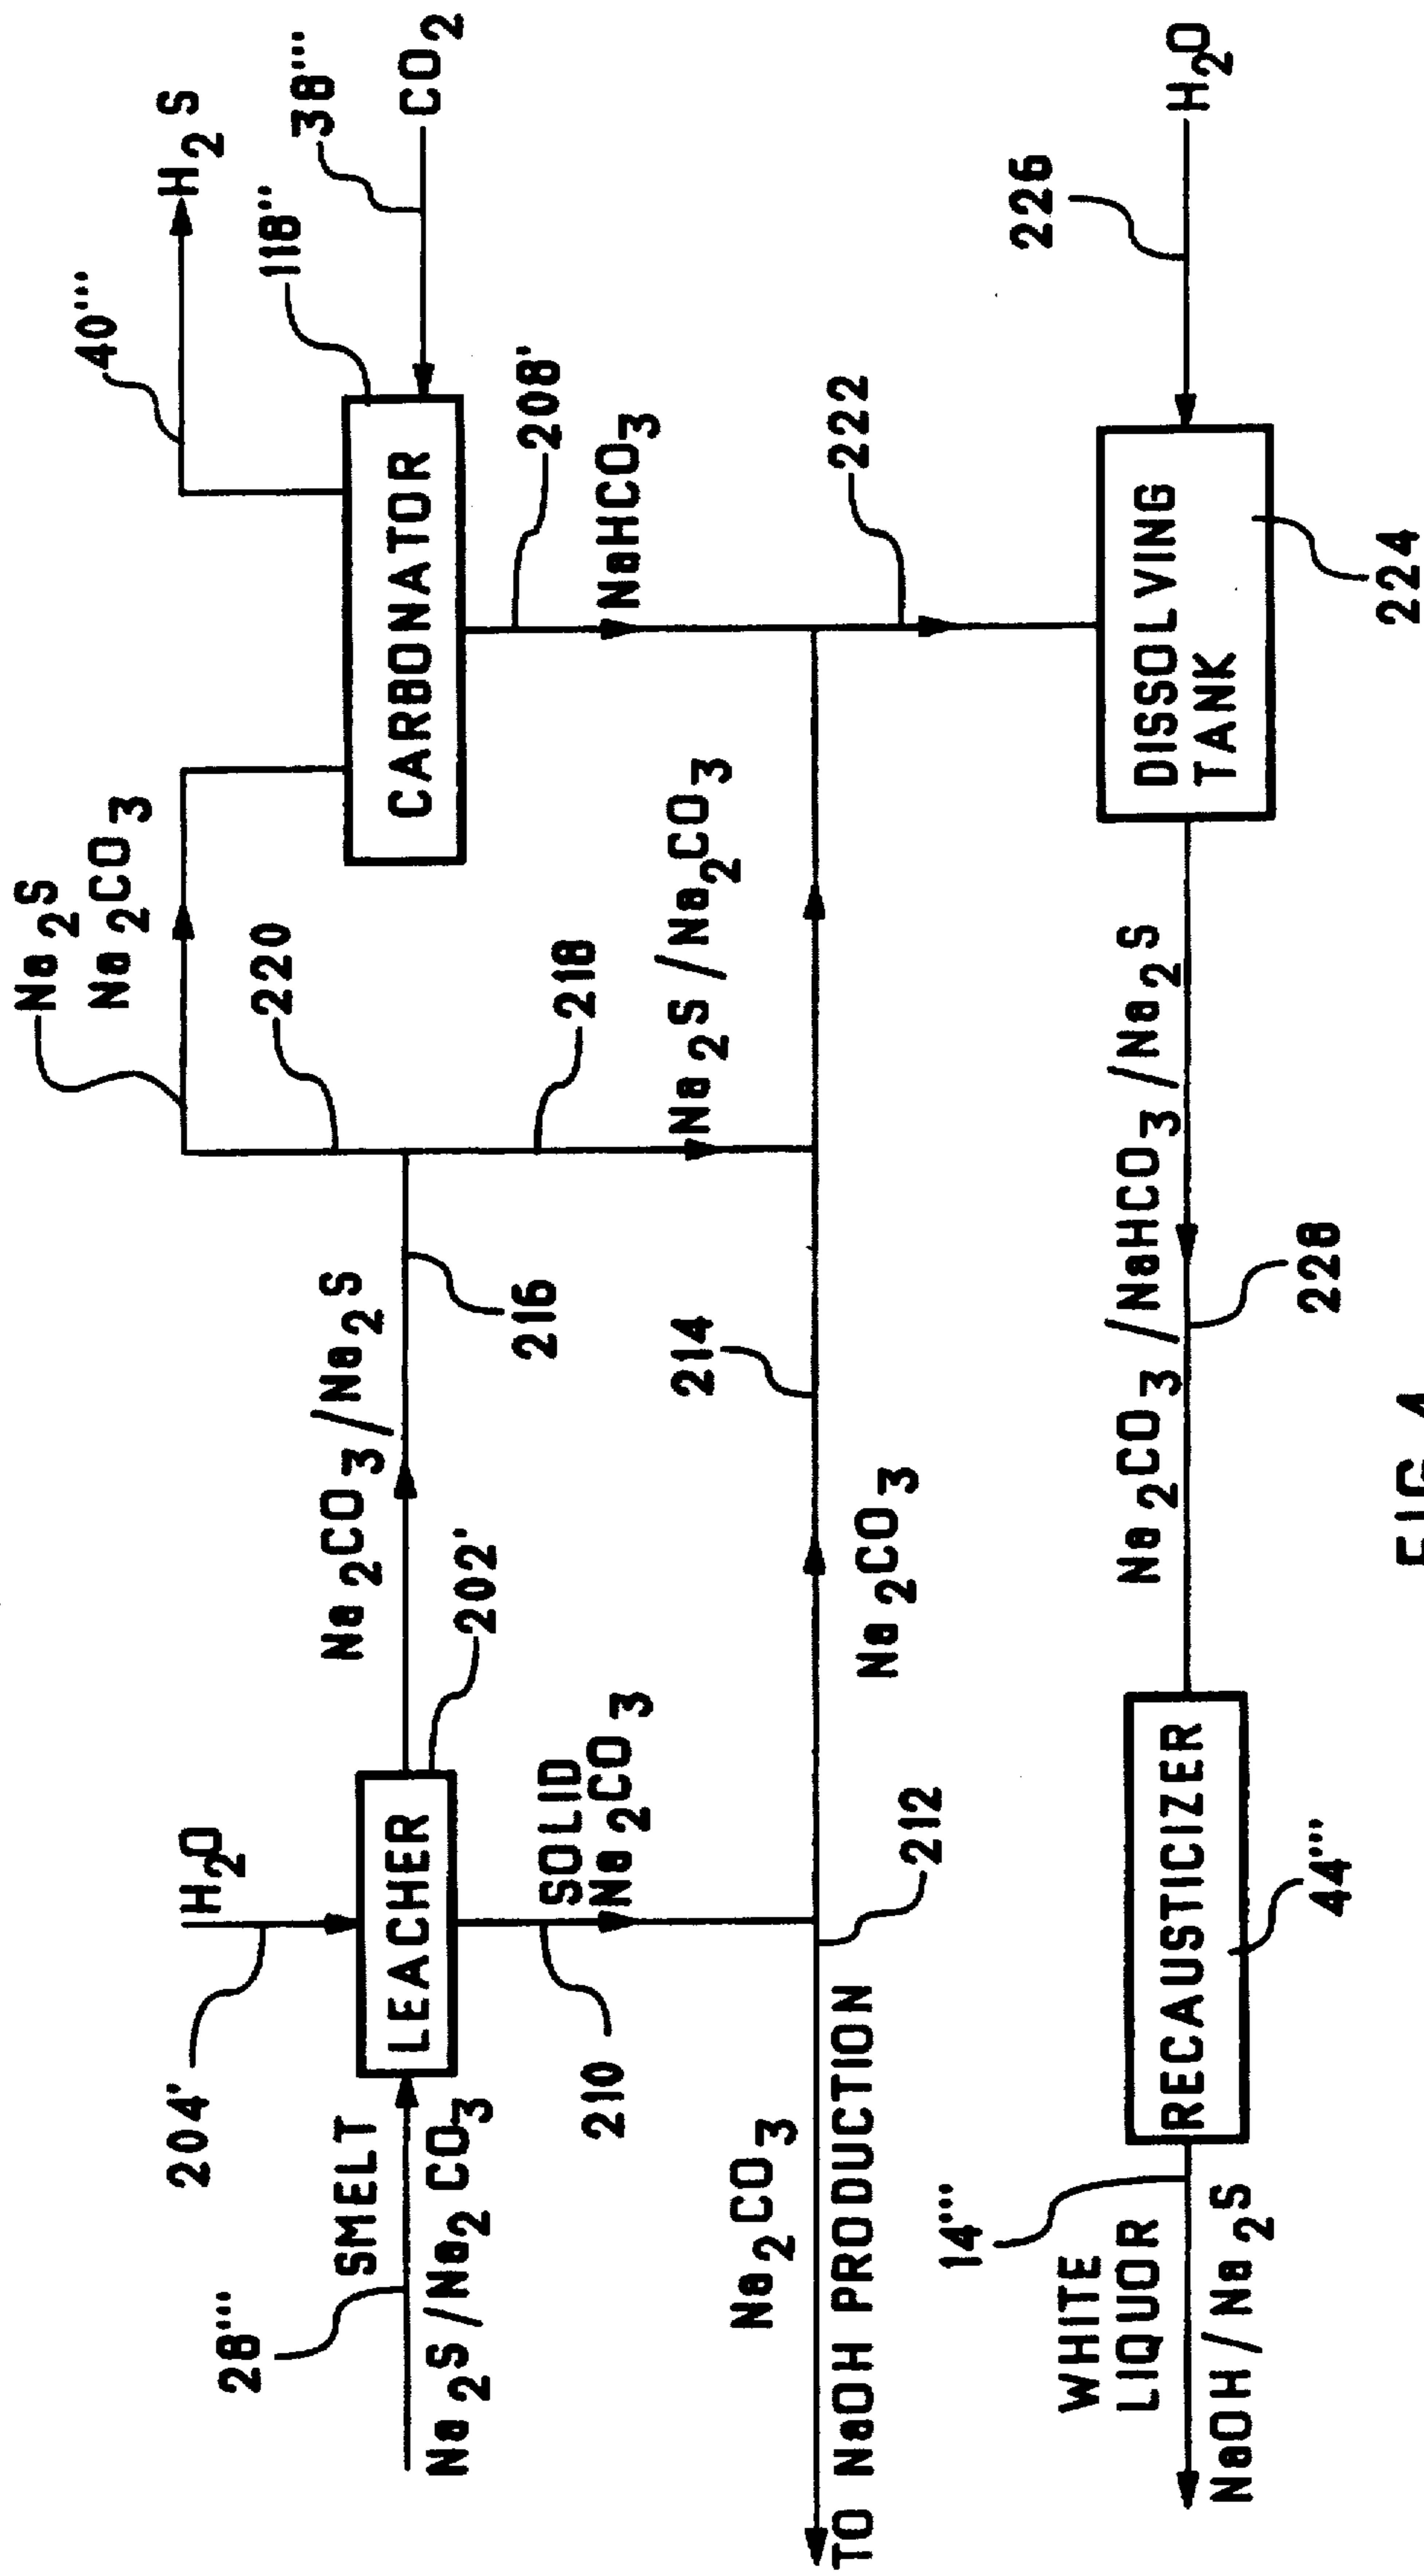 H2O
204'
28'''
SMELT
Na2S/Na2CO3
LEACHER
202'
Na2CO3/Na2S
216
SOLID
Na2CO3
210
Na2S
Na2CO3
220
218
Na2S/Na2CO3
40'''
H2S
118''
CARBONATOR
38'''
CO2
208'
NaHCO3
222
Na2CO3
TO NaOH PRODUCTION
212
Na2CO3
214
226
H2O
DISSOLVING
TANK
224
Na2CO3/NaHCO3/Na2S
228
RECAUSTICIZER
44'''
14'''
WHITE
LIQUOR
NaOH/Na2S
FIG 4